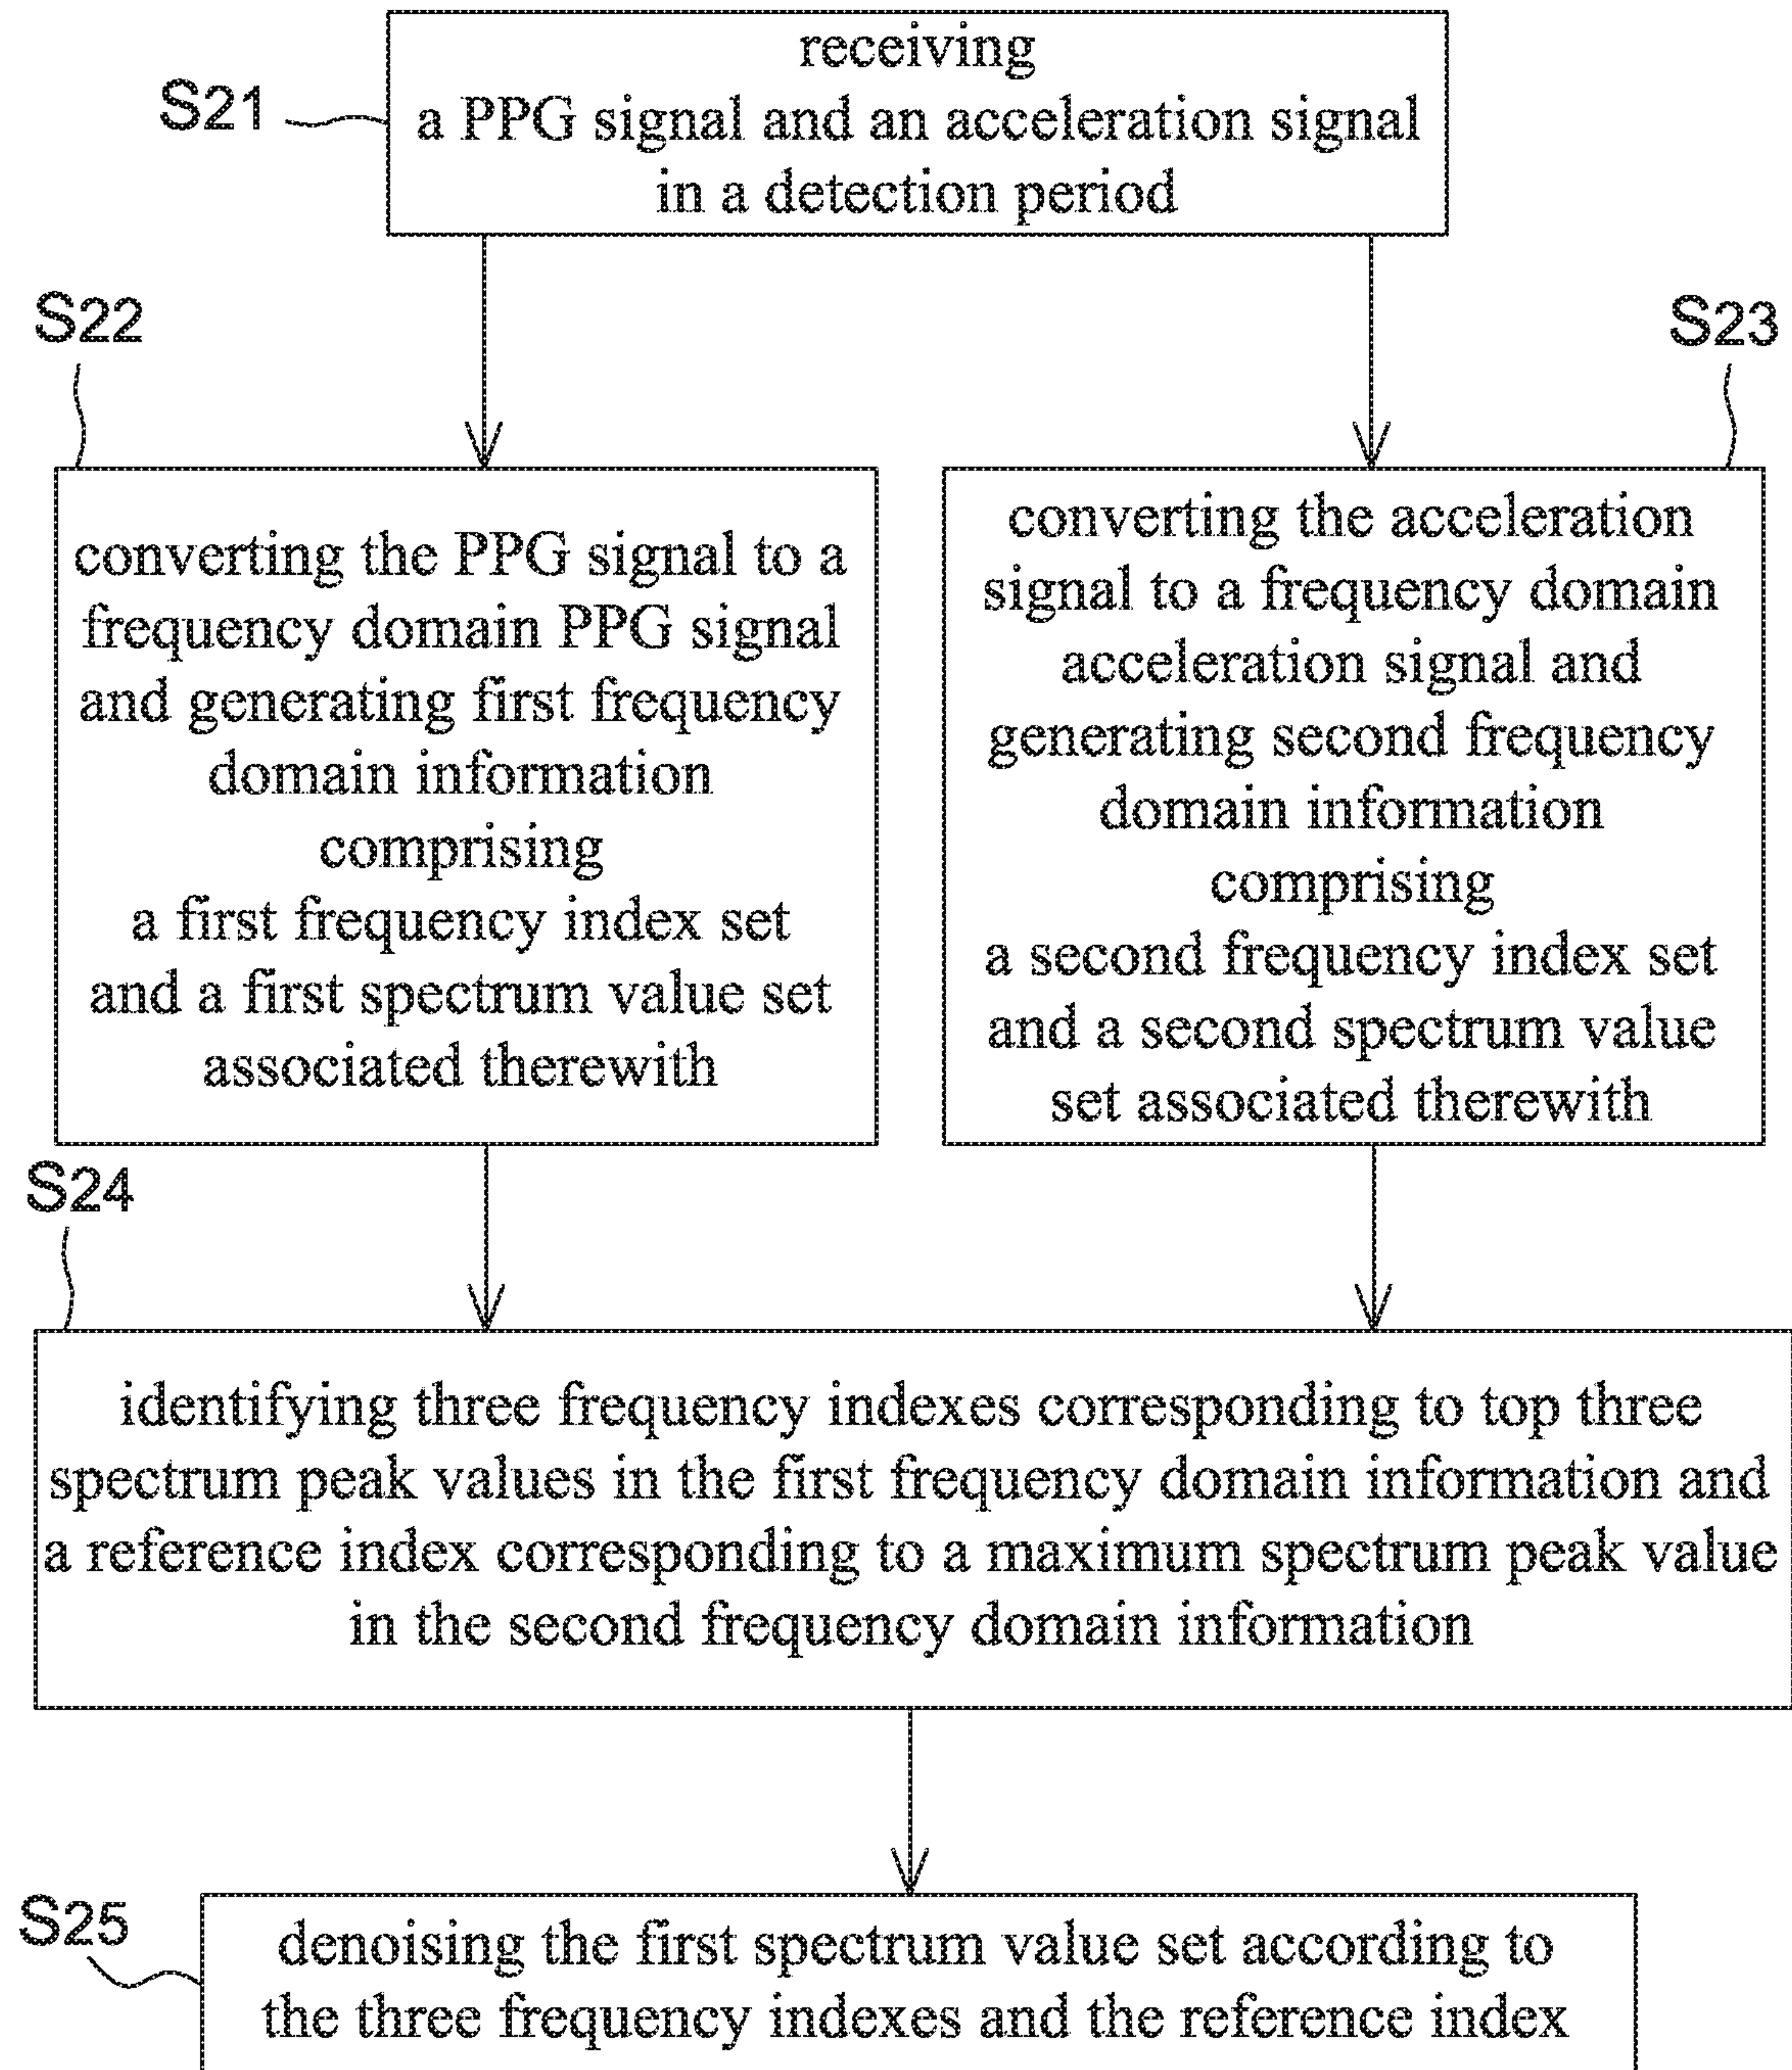 receiving
S21
a PPG signal and an acceleration signal
in a detection period
S22
S23
converting the PPG signal to a
frequency domain PPG signal
and generating first frequency
domain information
comprising
a first frequency index set
and a first spectrum value set
associated therewith
converting the acceleration
signal to a frequency domain
acceleration signal and
generating second frequency
domain information
comprising
a second frequency index set
and a second spectrum value
set associated therewith
S24
identifying three frequency indexes corresponding to top three
spectrum peak values in the first frequency domain information and
a reference index corresponding to a maximum spectrum peak value
in the second frequency domain information
S25
denoising the first spectrum value set according to
the three frequency indexes and the reference index